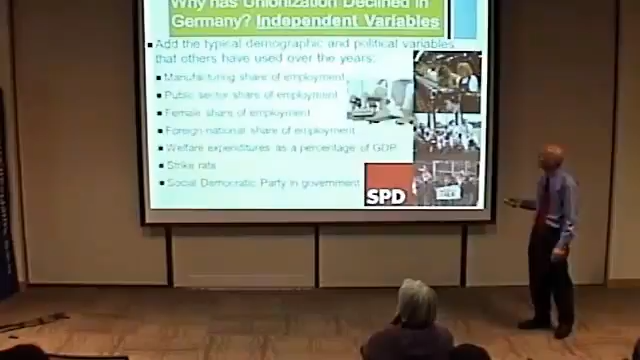 Why has Unionization Declined in
Germany? Independent Variables
Add the typical demographic and political variables
that others have used over the years:
Manufacturing share of employment
Public sector share of employment
Female share of employment
Foreign national share of employment
Welfare expenditures as a percentage of GDP
Strike rate
Social Democratic Party in government
SPD